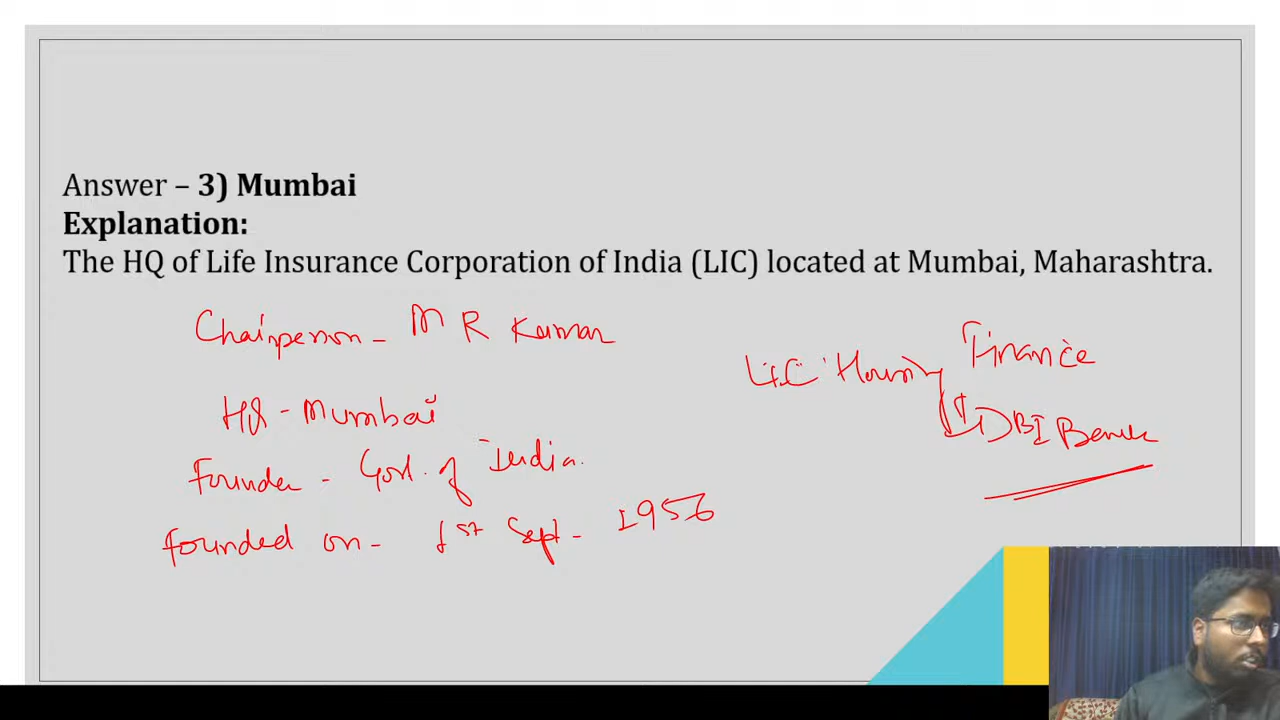 Answer – 3) Mumbai
Explanation:
The HQ of Life Insurance Corporation of India (LIC) located at Mumbai, Maharashtra.
Chairperson - M R Kumar
HQ - Mumbai
Founder - Govt. of India.
Founded on - 1st Sept - 1956
LIC Housing Finance
IDBI Bank